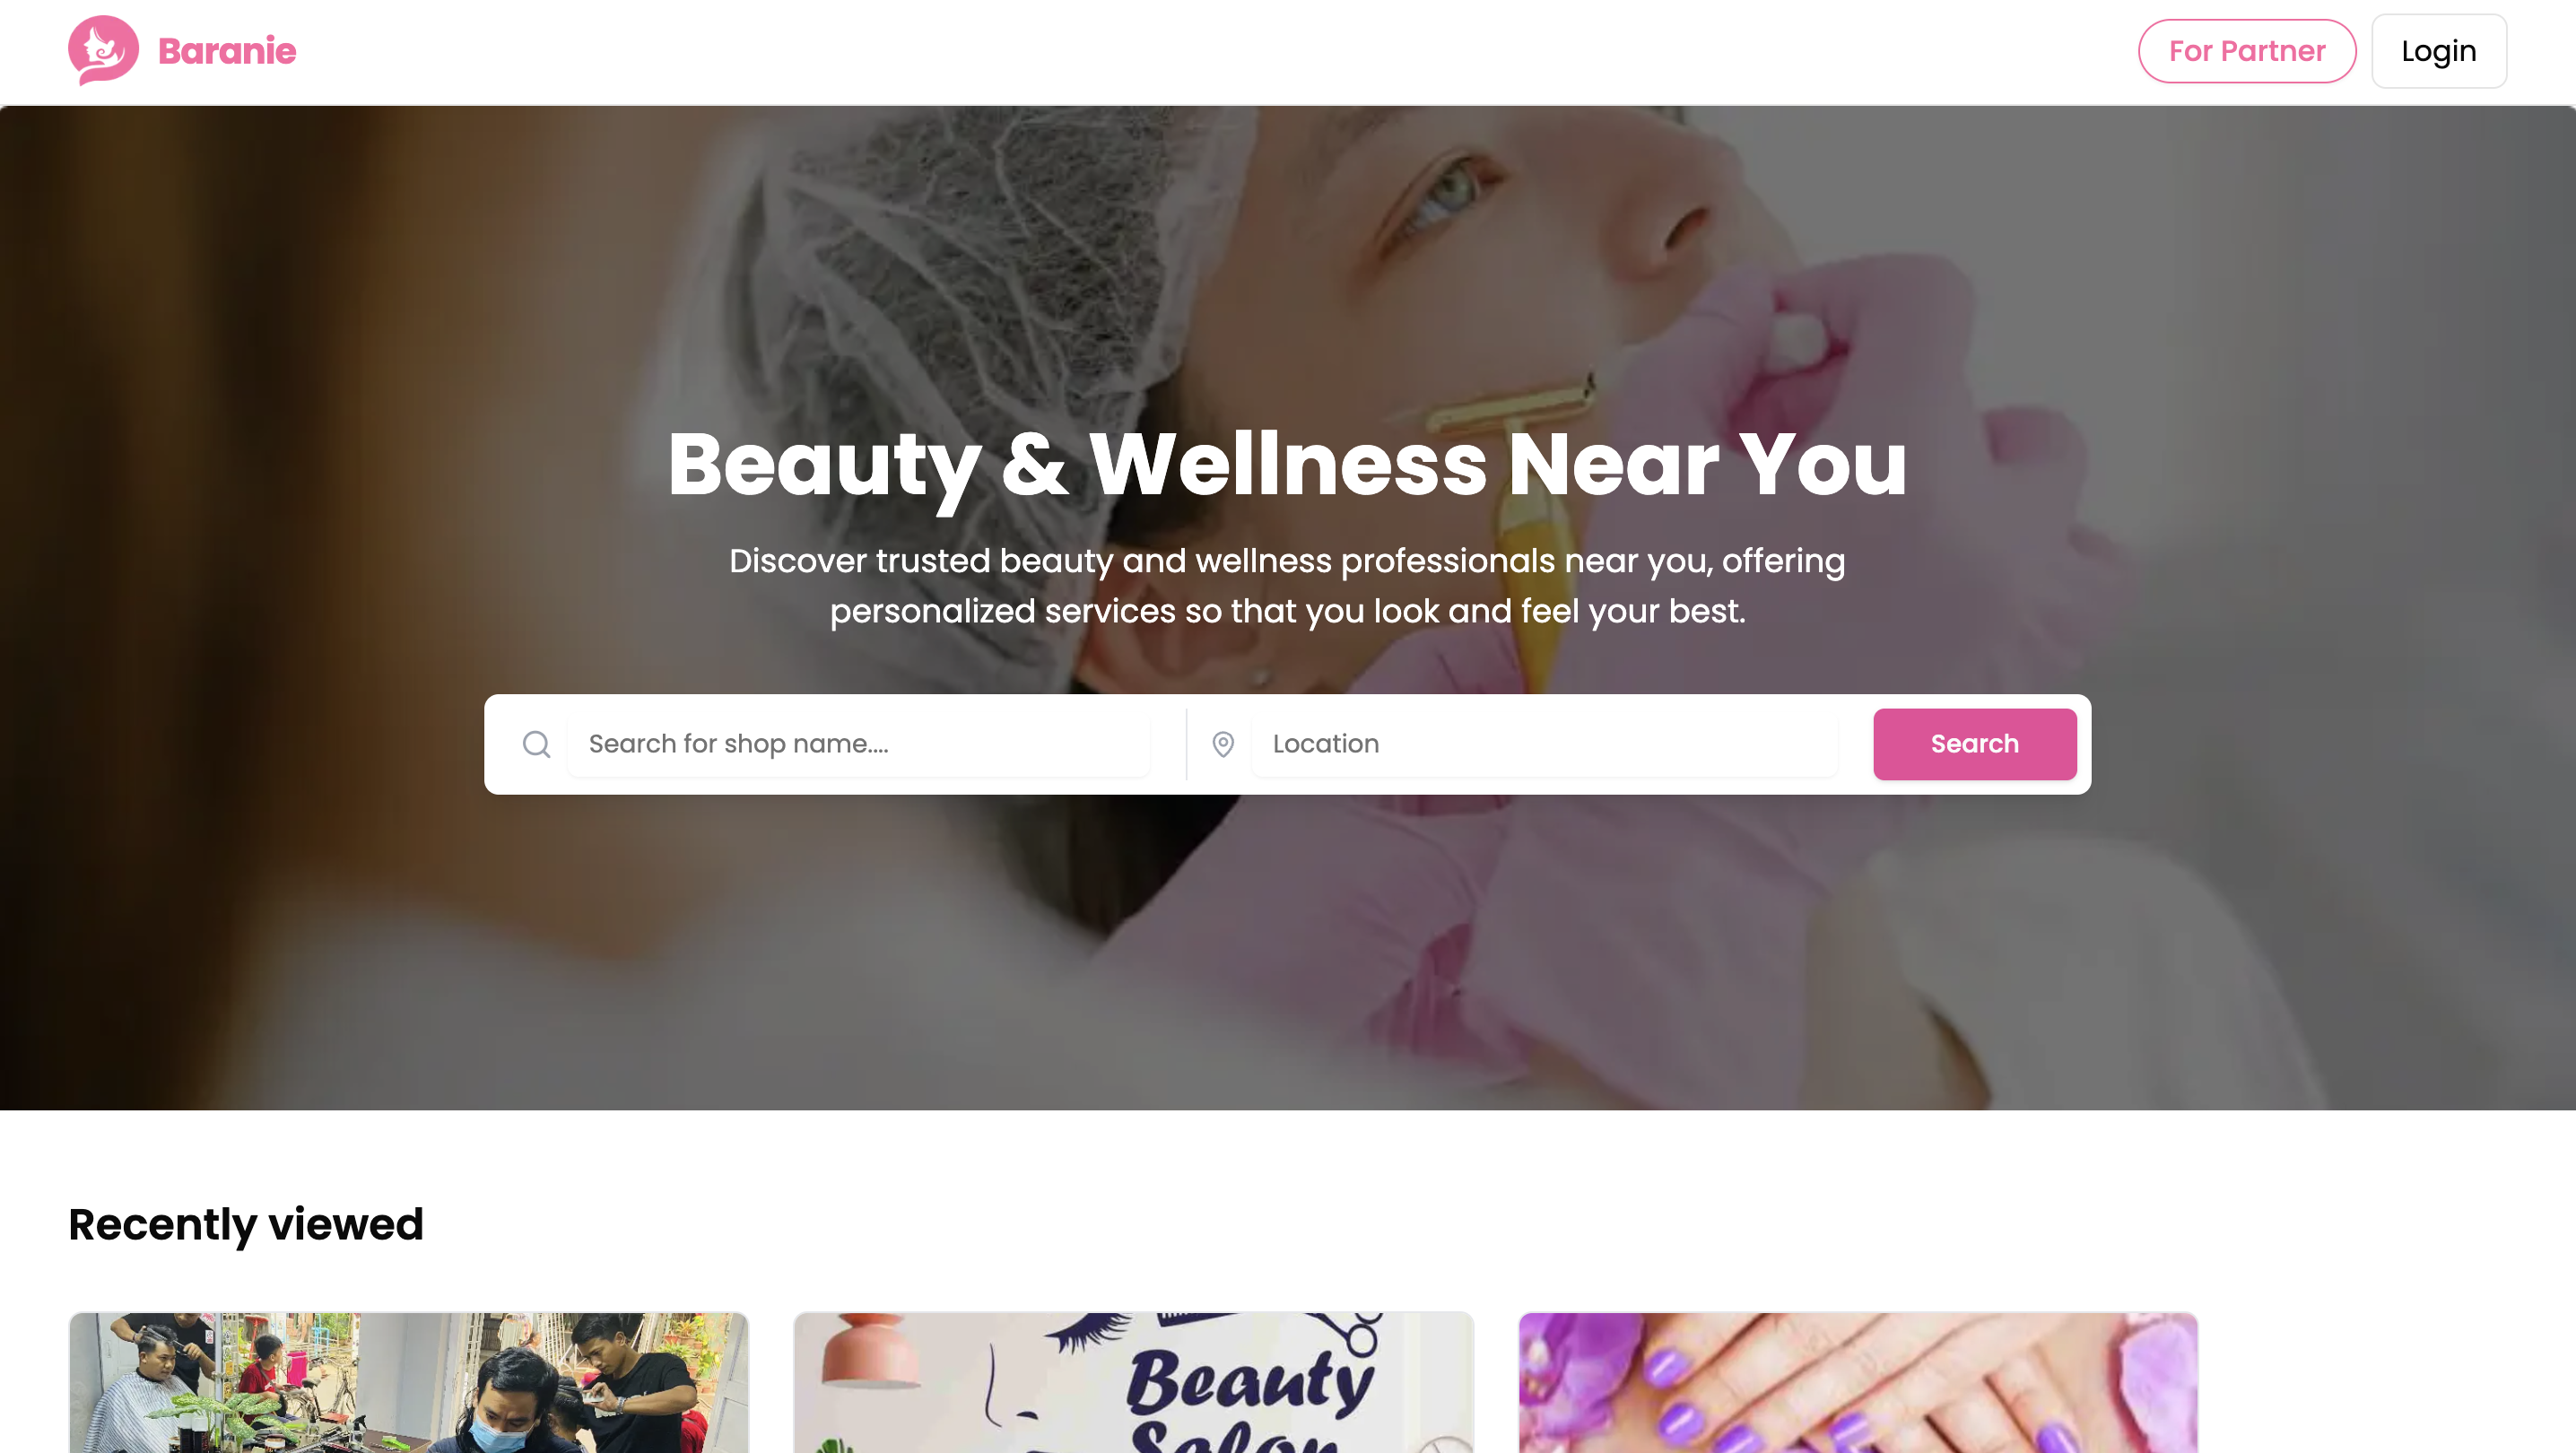 Baranie
For Partner
Login
Beauty & Wellness Near You
Discover trusted beauty and wellness professionals near you, offering
personalized services so that you look and feel your best.
Search for shop name....
Location
Search
Recently viewed
Beauty
Salon